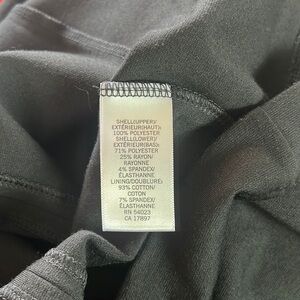 SHELL(UPPER)/
EXTÉRIEUR(HAUT):
100% POLYESTER
SHELL(LOWER)/
EXTÉRIEUR(BAS):
71% POLYESTER
25% RAYON/
RAYONNE
4% SPANDEX/
ÉLASTHANNE
LINING/DOUBLURE:
93% COTTON/
COTON
7% SPANDEX/
ÉLASTHANNE
RN 54023
CA 17897